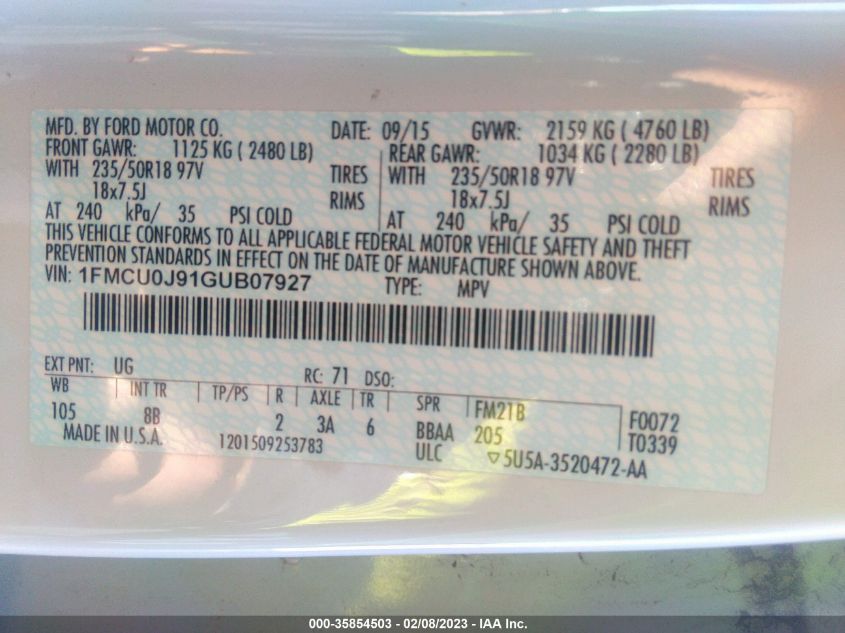 MFD. BY FORD MOTOR CO. DATE: 09/15 GVWR: 2159 KG ( 4760 LB)
FRONT GAWR: 1125 KG ( 2480 LB) REAR GAWR: 1034 KG ( 2280 LB)
WITH 235/50R18 97V TIRES WITH 235/50R18 97V TIRES
18x7.5J RIMS 18x7.5J RIMS
AT 240 kPa/ 35 PSI COLD AT 240 kPa/ 35 PSI COLD
THIS VEHICLE CONFORMS TO ALL APPLICABLE FEDERAL MOTOR VEHICLE SAFETY AND THEFT
PREVENTION STANDARDS IN EFFECT ON THE DATE OF MANUFACTURE SHOWN ABOVE.
VIN: 1FMCU0J91GUB07927 TYPE: MPV
EXT PNT: UG RC: 71 DSO:
WB INT TR TP/PS R AXLE TR SPR FM21B
105 8B 2 3A 6 BBAA 205 F0072
MADE IN U.S.A. 1201509253783 ULC ▽5U5A-3520472-AA T0339
000-35854503 - 02/08/2023 - IAA Inc.